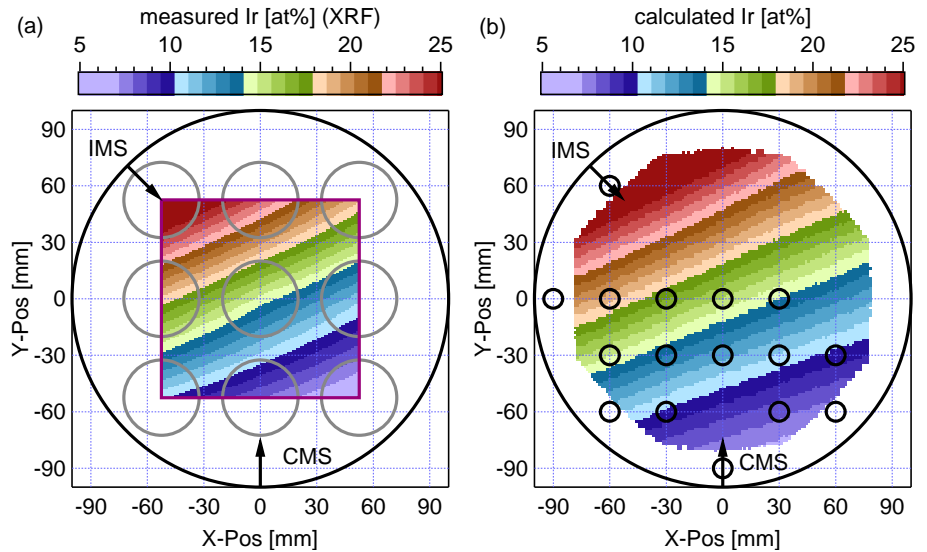 (a) measured Ir [at%] (XRF)
5 10 15 20 25
90
60
30
0
-30
-60
-90
Y-Pos [mm]
IMS
CMS
-90 -60 -30 0 30 60 90
X-Pos [mm]
(b) calculated Ir [at%]
5 10 15 20 25
90
60
30
0
-30
-60
-90
Y-Pos [mm]
IMS
CMS
-90 -60 -30 0 30 60 90
X-Pos [mm]